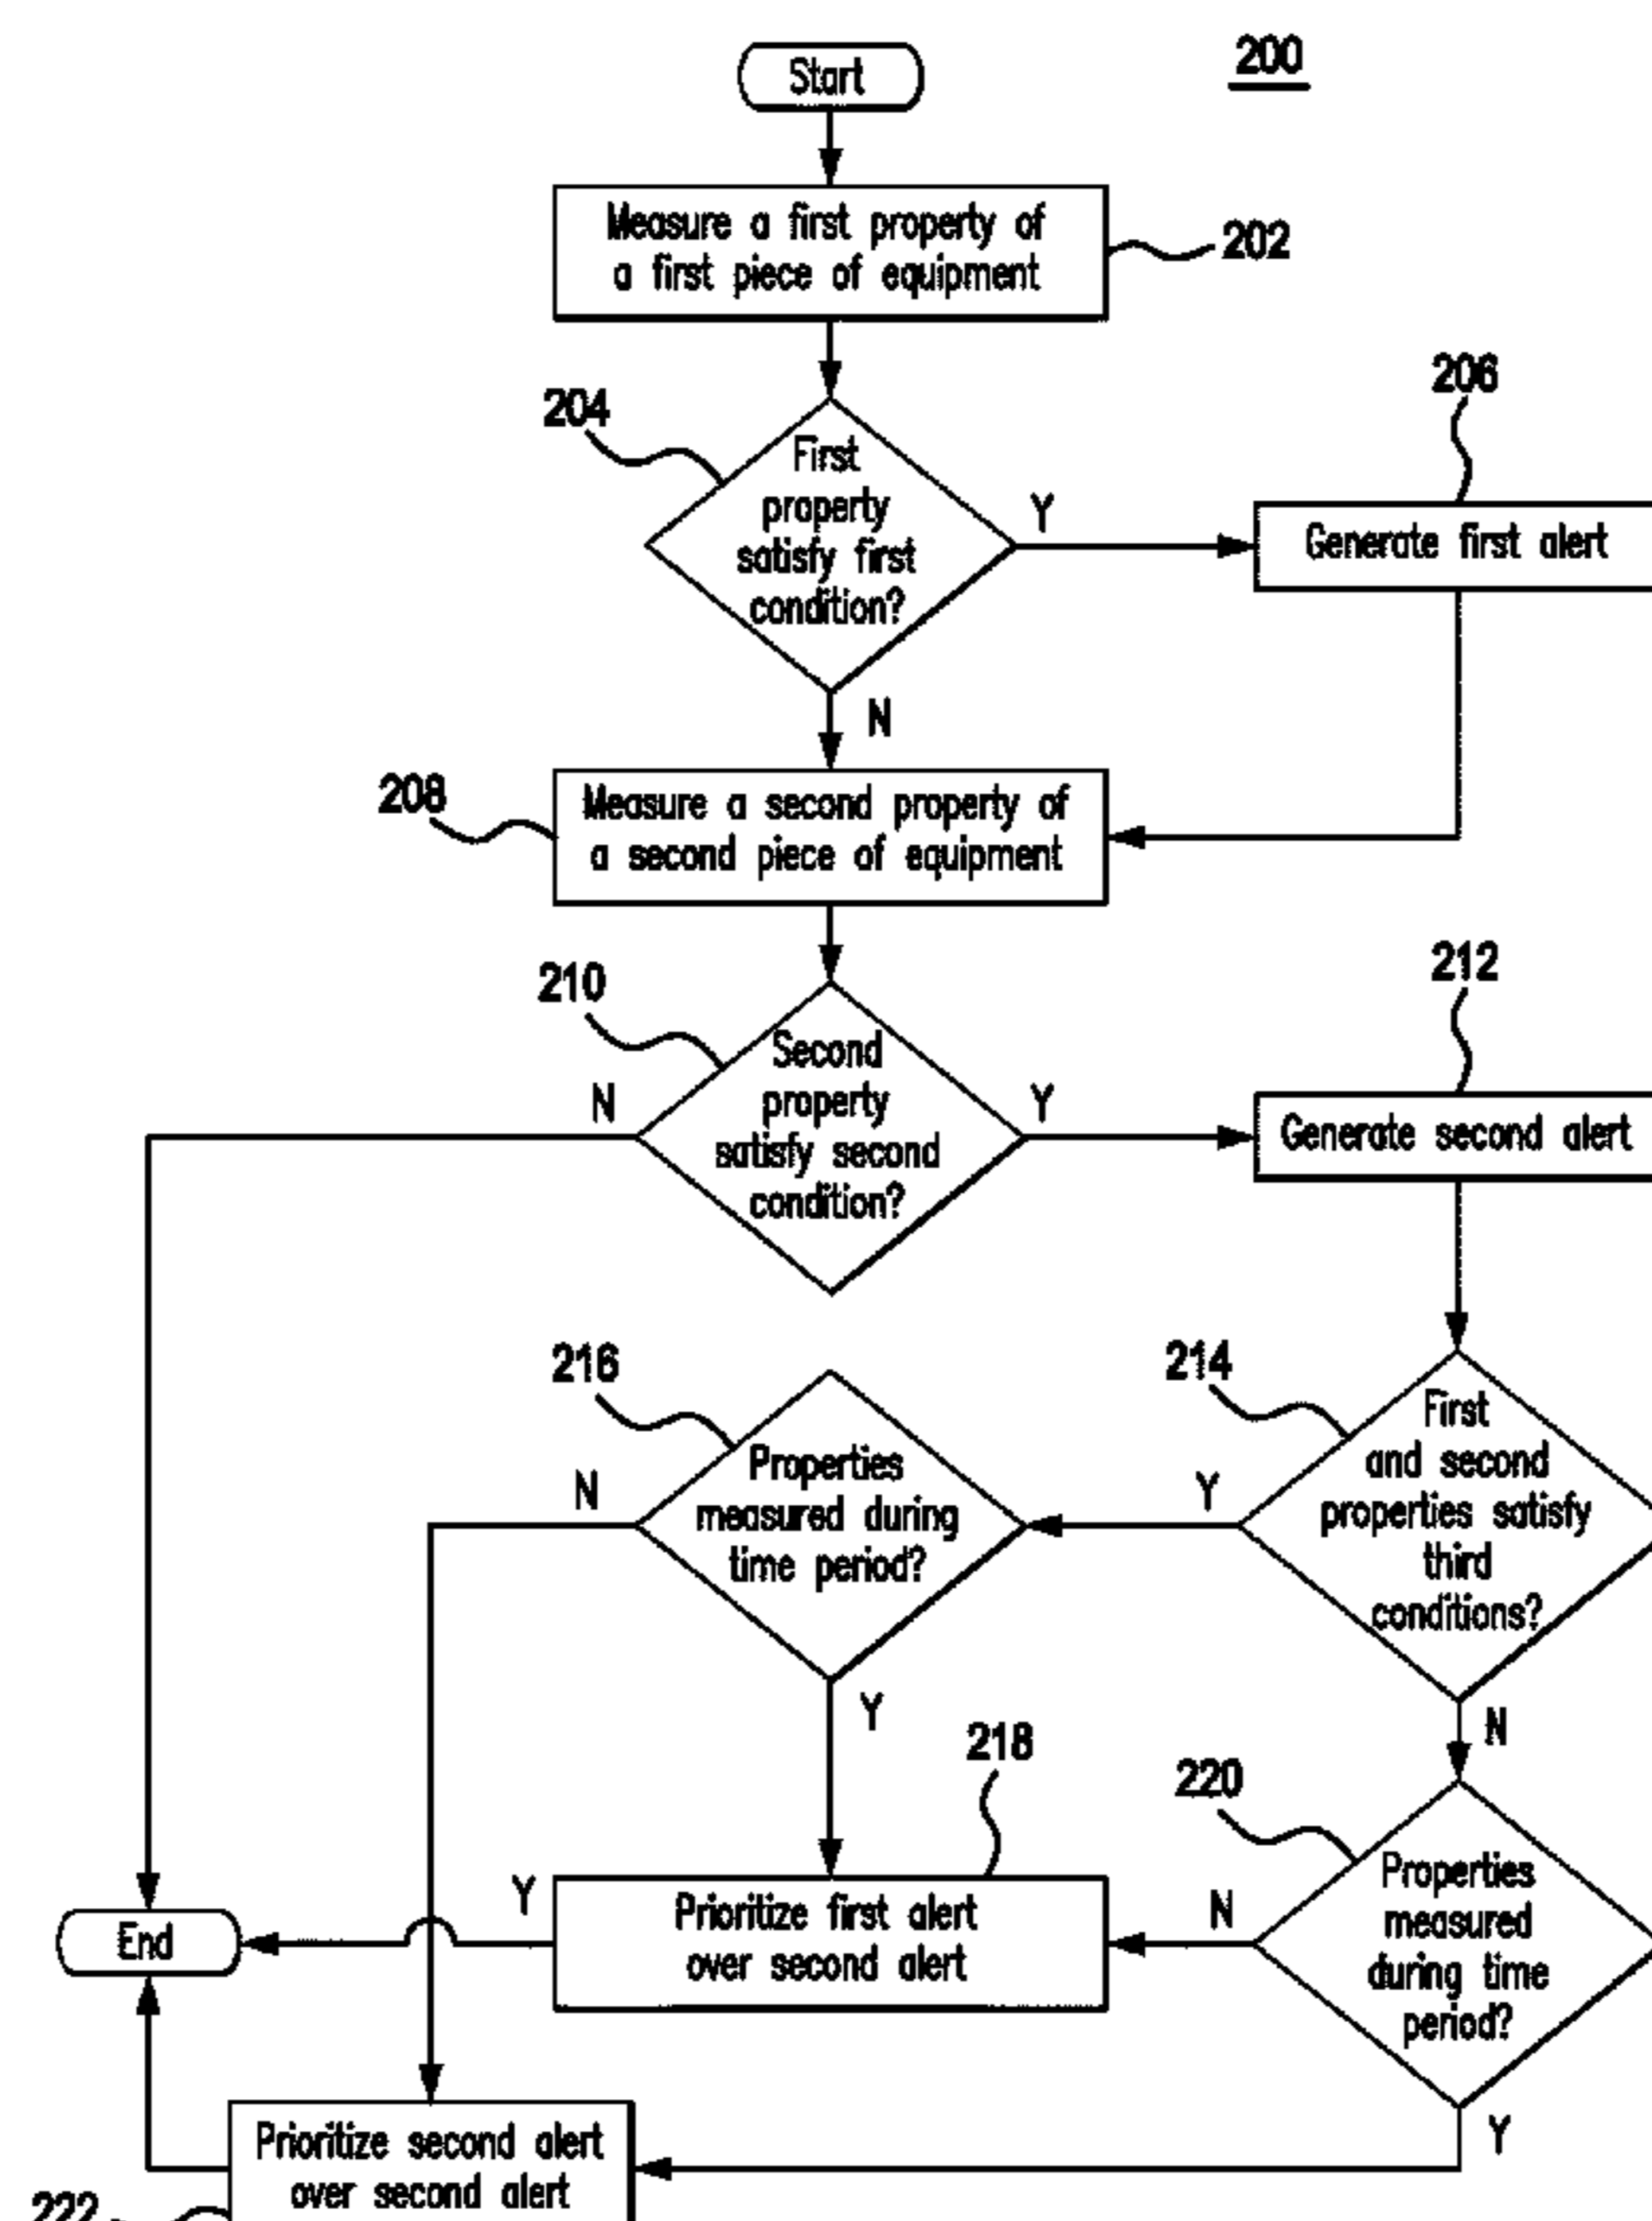 Start
200
Measure a first property of
a first piece of equipment
202
204
First
property
satisfy first
condition?
Y
N
206
Generate first alert
208
Measure a second property of
a second piece of equipment
210
Second
property
satisfy second
condition?
N
Y
212
Generate second alert
214
First
and second
properties satisfy
third
conditions?
Y
N
216
Properties
measured during
time period?
N
Y
218
Prioritize first alert
over second alert
Y
220
Properties
measured
during time
period?
N
Y
End
Prioritize second alert
over second alert
222